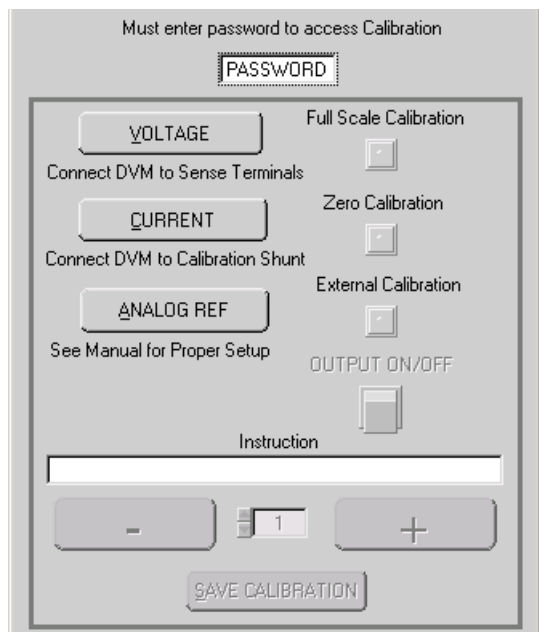 Must enter password to access Calibration
PASSWORD
VOLTAGE
Full Scale Calibration
Connect DVM to Sense Terminals
CURRENT
Zero Calibration
Connect DVM to Calibration Shunt
ANALOG REF
External Calibration
See Manual for Proper Setup
OUTPUT ON/OFF
Instruction
-
1
+
SAVE CALIBRATION